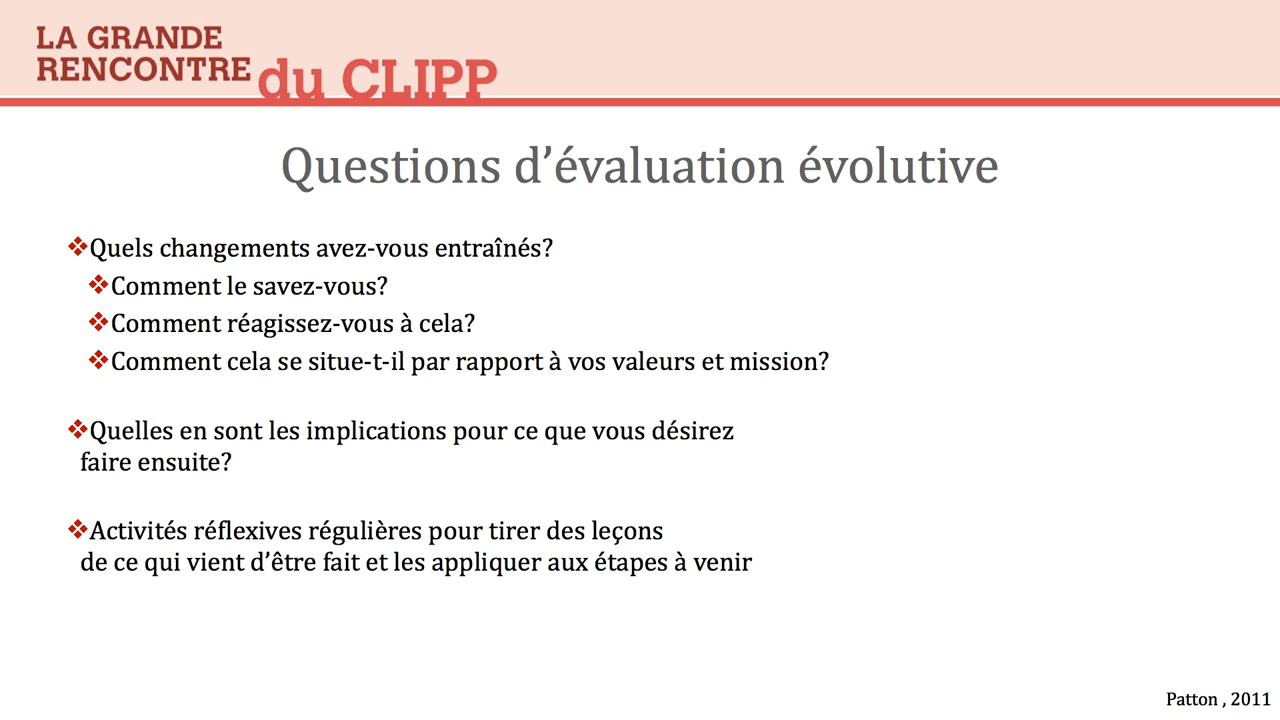 LA GRANDE
RENCONTRE du CLIPP
Questions d’évaluation évolutive
❖Quels changements avez-vous entraînés?
❖Comment le savez-vous?
❖Comment réagissez-vous à cela?
❖Comment cela se situe-t-il par rapport à vos valeurs et mission?
❖Quelles en sont les implications pour ce que vous désirez
faire ensuite?
❖Activités réflexives régulières pour tirer des leçons
de ce qui vient d’être fait et les appliquer aux étapes à venir
Patton , 2011